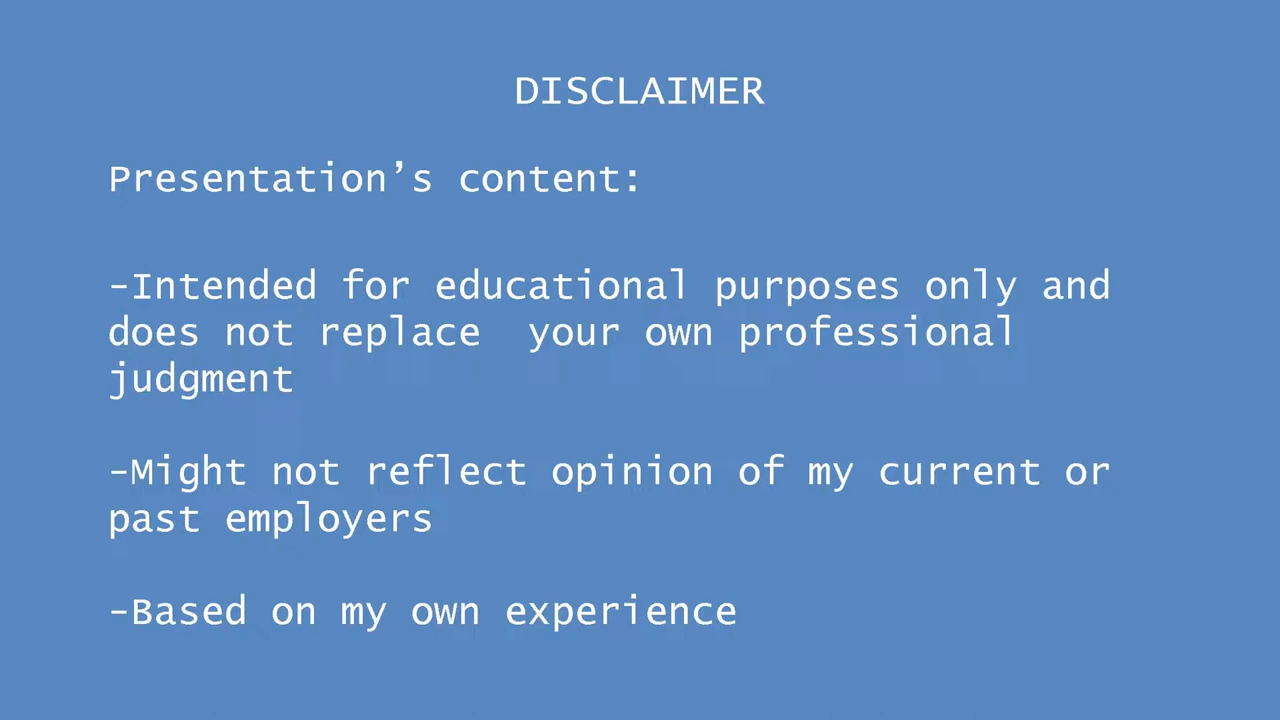 DISCLAIMER
Presentation’s content:
-Intended for educational purposes only and
does not replace  your own professional
judgment
-Might not reflect opinion of my current or
past employers
-Based on my own experience